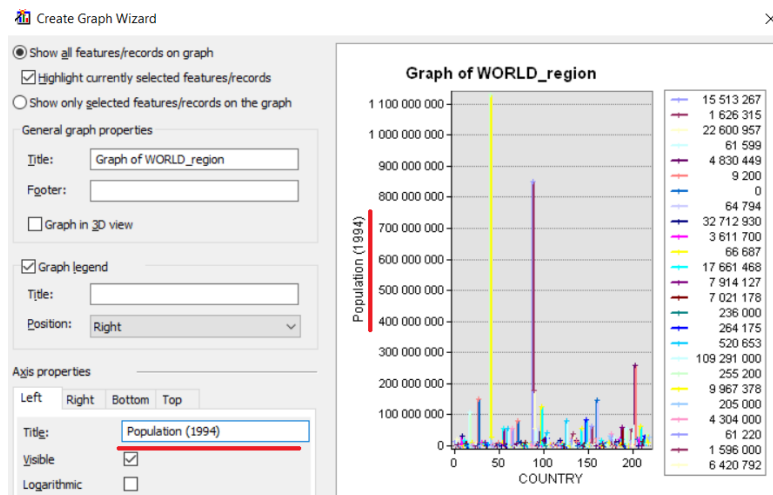 Create Graph Wizard
Show all features/records on graph
Highlight currently selected features/records
Show only selected features/records on the graph
General graph properties
Title: Graph of WORLD_region
Footer:
Graph in 3D view
Graph legend
Title:
Position: Right
Axis properties
Left Right Bottom Top
Title: Population (1994)
Visible
Logarithmic
Graph of WORLD_region
Population (1994)
1 100 000 000
1 000 000 000
900 000 000
800 000 000
700 000 000
600 000 000
500 000 000
400 000 000
300 000 000
200 000 000
100 000 000
0
0 50 100 150 200
COUNTRY
15 513 267
1 626 315
22 600 957
61 599
4 830 449
9 200
0
64 794
32 712 930
3 611 700
66 687
17 661 468
7 914 127
7 021 178
236 000
264 175
520 653
109 291 000
255 200
9 967 378
205 000
4 304 000
61 220
1 596 000
6 420 792